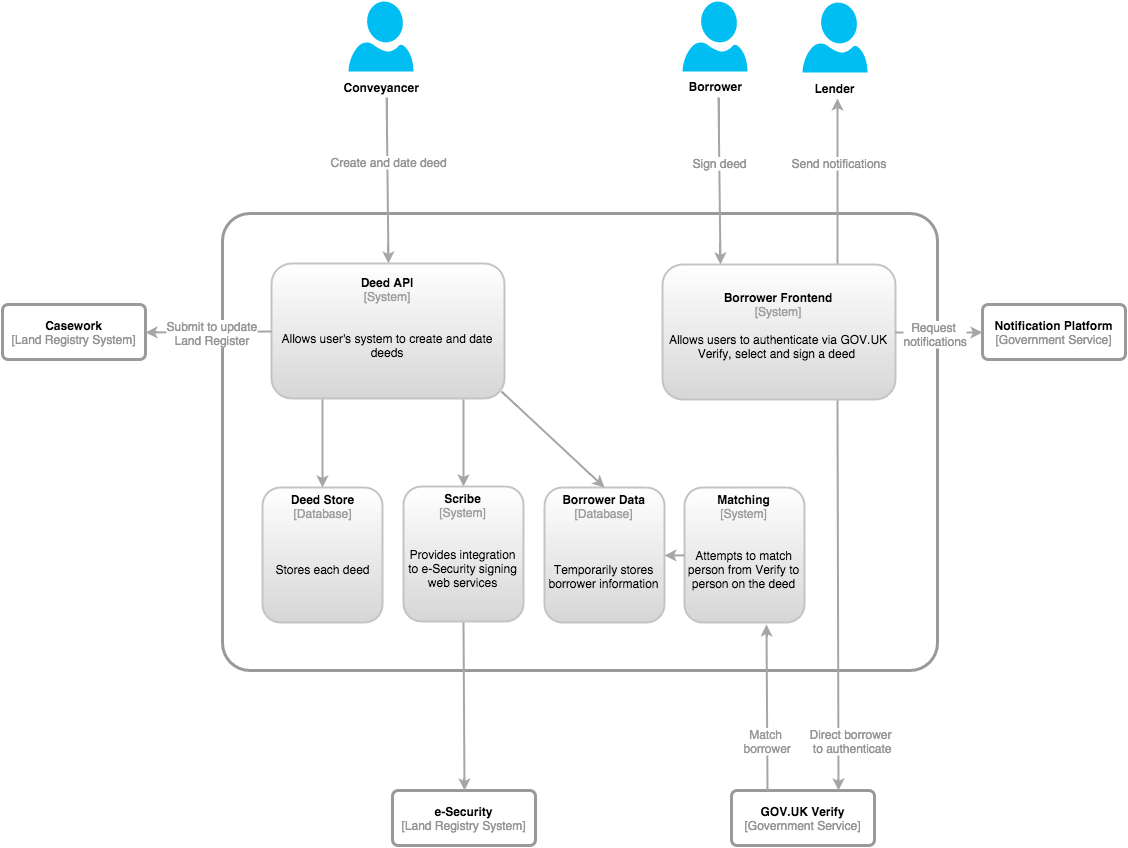 Conveyancer
Borrower
Lender
Create and date deed
Sign deed
Send notifications
Deed API
[System]
Allows user's system to create and date
deeds
Borrower Frontend
[System]
Allows users to authenticate via GOV.UK
Verify, select and sign a deed
Casework
[Land Registry System]
Submit to update
Land Register
Request
notifications
Notification Platform
[Government Service]
Deed Store
[Database]
Stores each deed
Scribe
[System]
Provides integration
to e-Security signing
web services
Borrower Data
[Database]
Temporarily stores
borrower information
Matching
[System]
Attempts to match
person from Verify to
person on the deed
Match
borrower
Direct borrower
to authenticate
e-Security
[Land Registry System]
GOV.UK Verify
[Government Service]